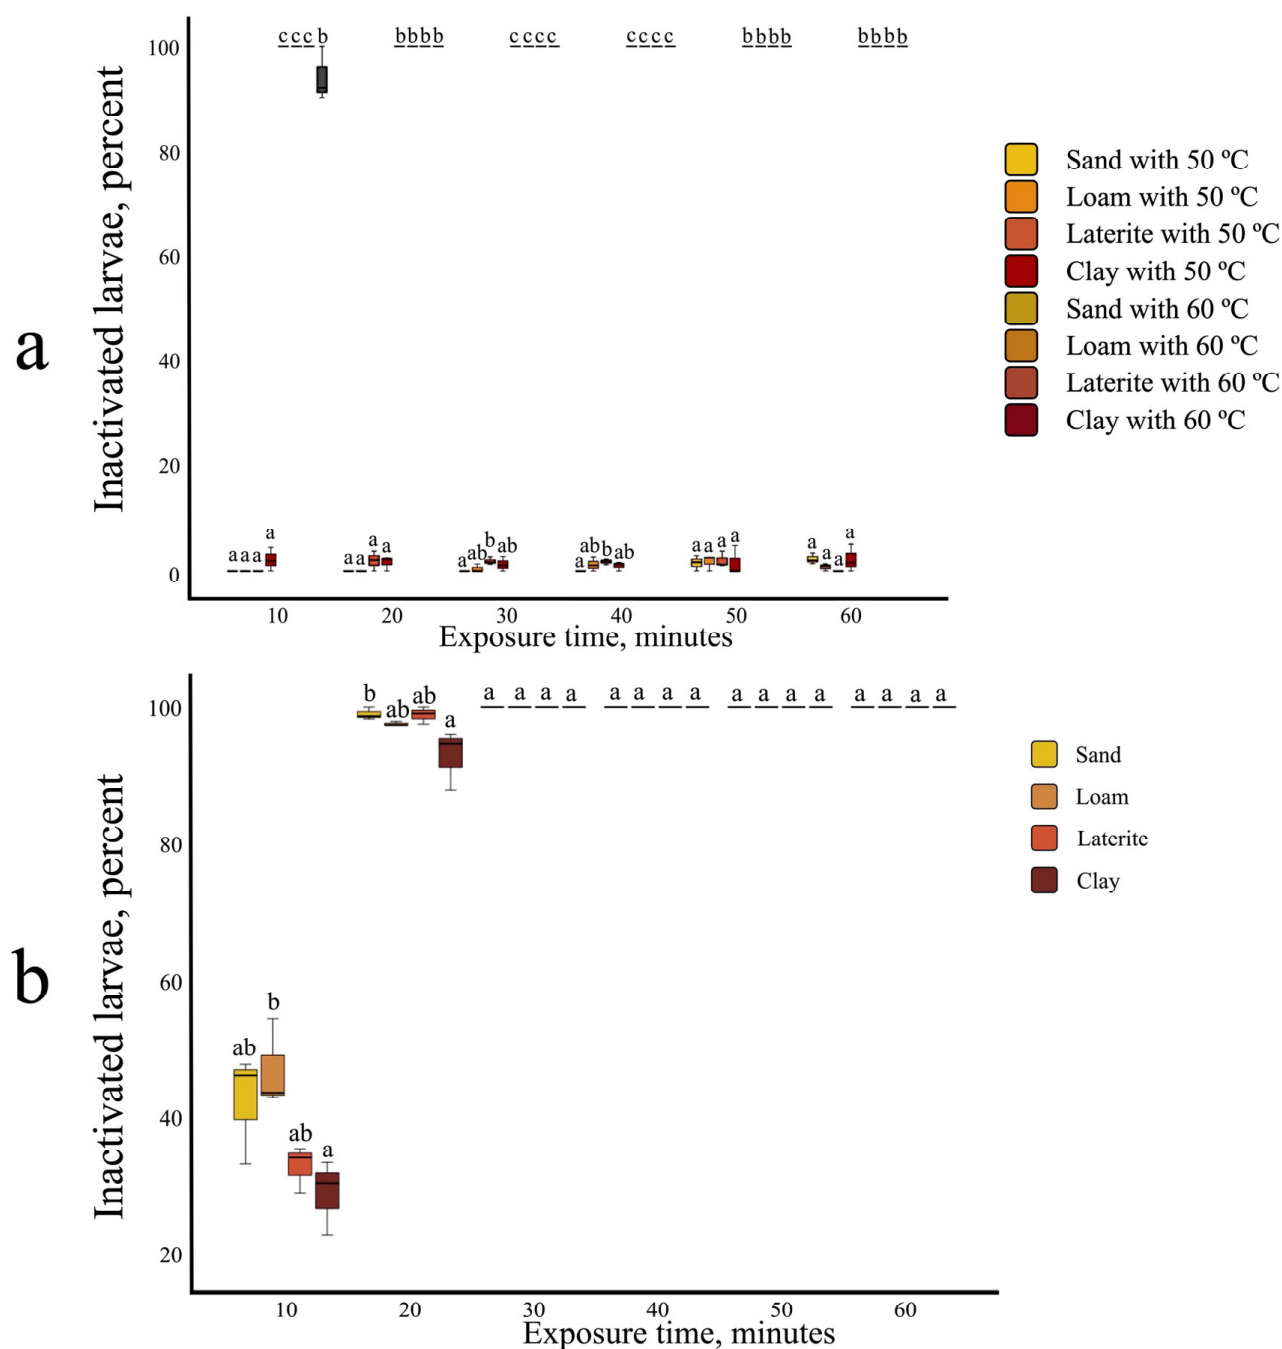 a
Inactivated larvae, percent
100
80
60
40
20
0
c c c b
b b b b
c c c c
c c c c
b b b b
b b b b
a a a a
a a a a
a ab b ab
a ab b ab
a a a a
a a a a
10 20 30 40 50 60
Exposure time, minutes
Sand with 50 ºC
Loam with 50 ºC
Laterite with 50 ºC
Clay with 50 ºC
Sand with 60 ºC
Loam with 60 ºC
Laterite with 60 ºC
Clay with 60 ºC
b
Inactivated larvae, percent
100
80
60
40
20
ab b ab a
b ab ab a
a a a a
a a a a
a a a a
a a a a
10 20 30 40 50 60
Exposure time, minutes
Sand
Loam
Laterite
Clay